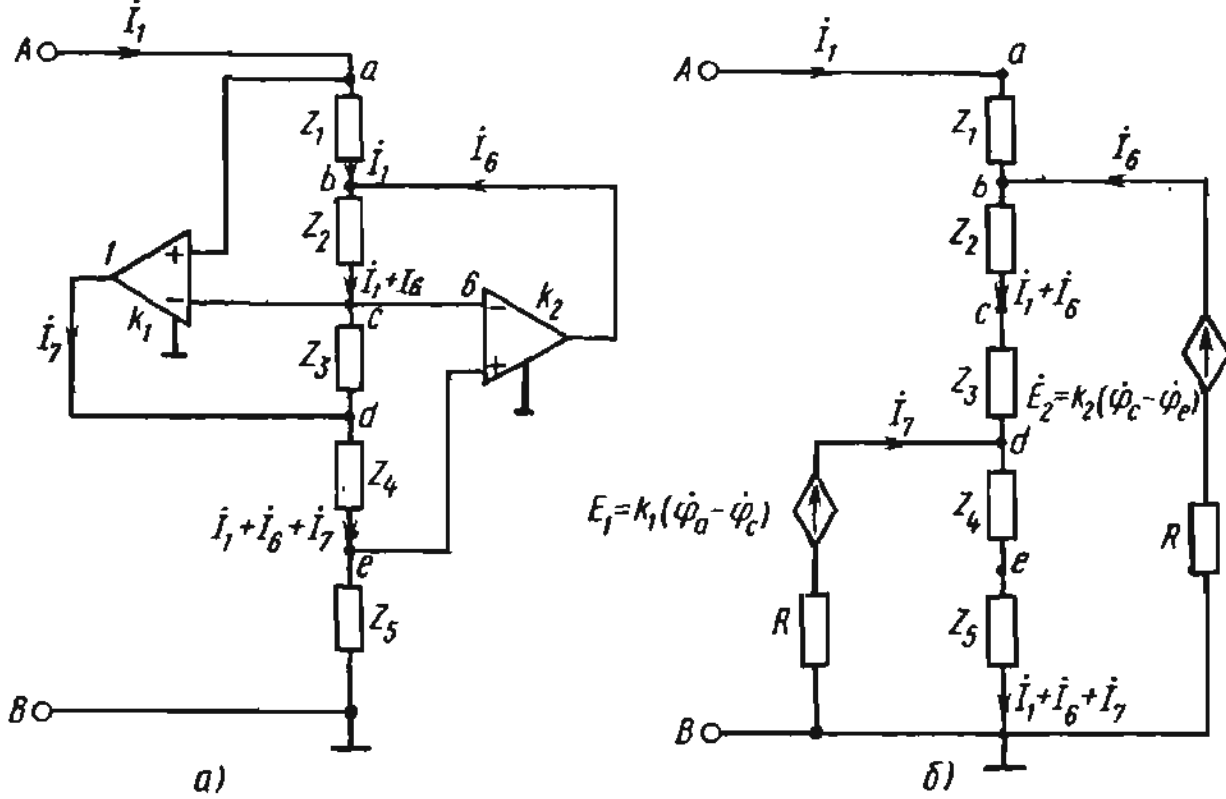 İ₁
A
a
Z₁
İ₁
b
İ₆
Z₂
1
+
−
k₁
İ₁+I₆
c
6
−
+
k₂
İ₇
Z₃
d
Z₄
İ₁+İ₆+İ₇
e
Z₅
B
а)
İ₁
A
a
Z₁
b
İ₆
Z₂
İ₁+İ₆
c
Z₃
Ė₂=k₂(φ̇c−φ̇e)
İ₇
d
E₁=k₁(φ̇a−φ̇c)
Z₄
e
R
R
Z₅
İ₁+İ₆+İ₇
B
б)